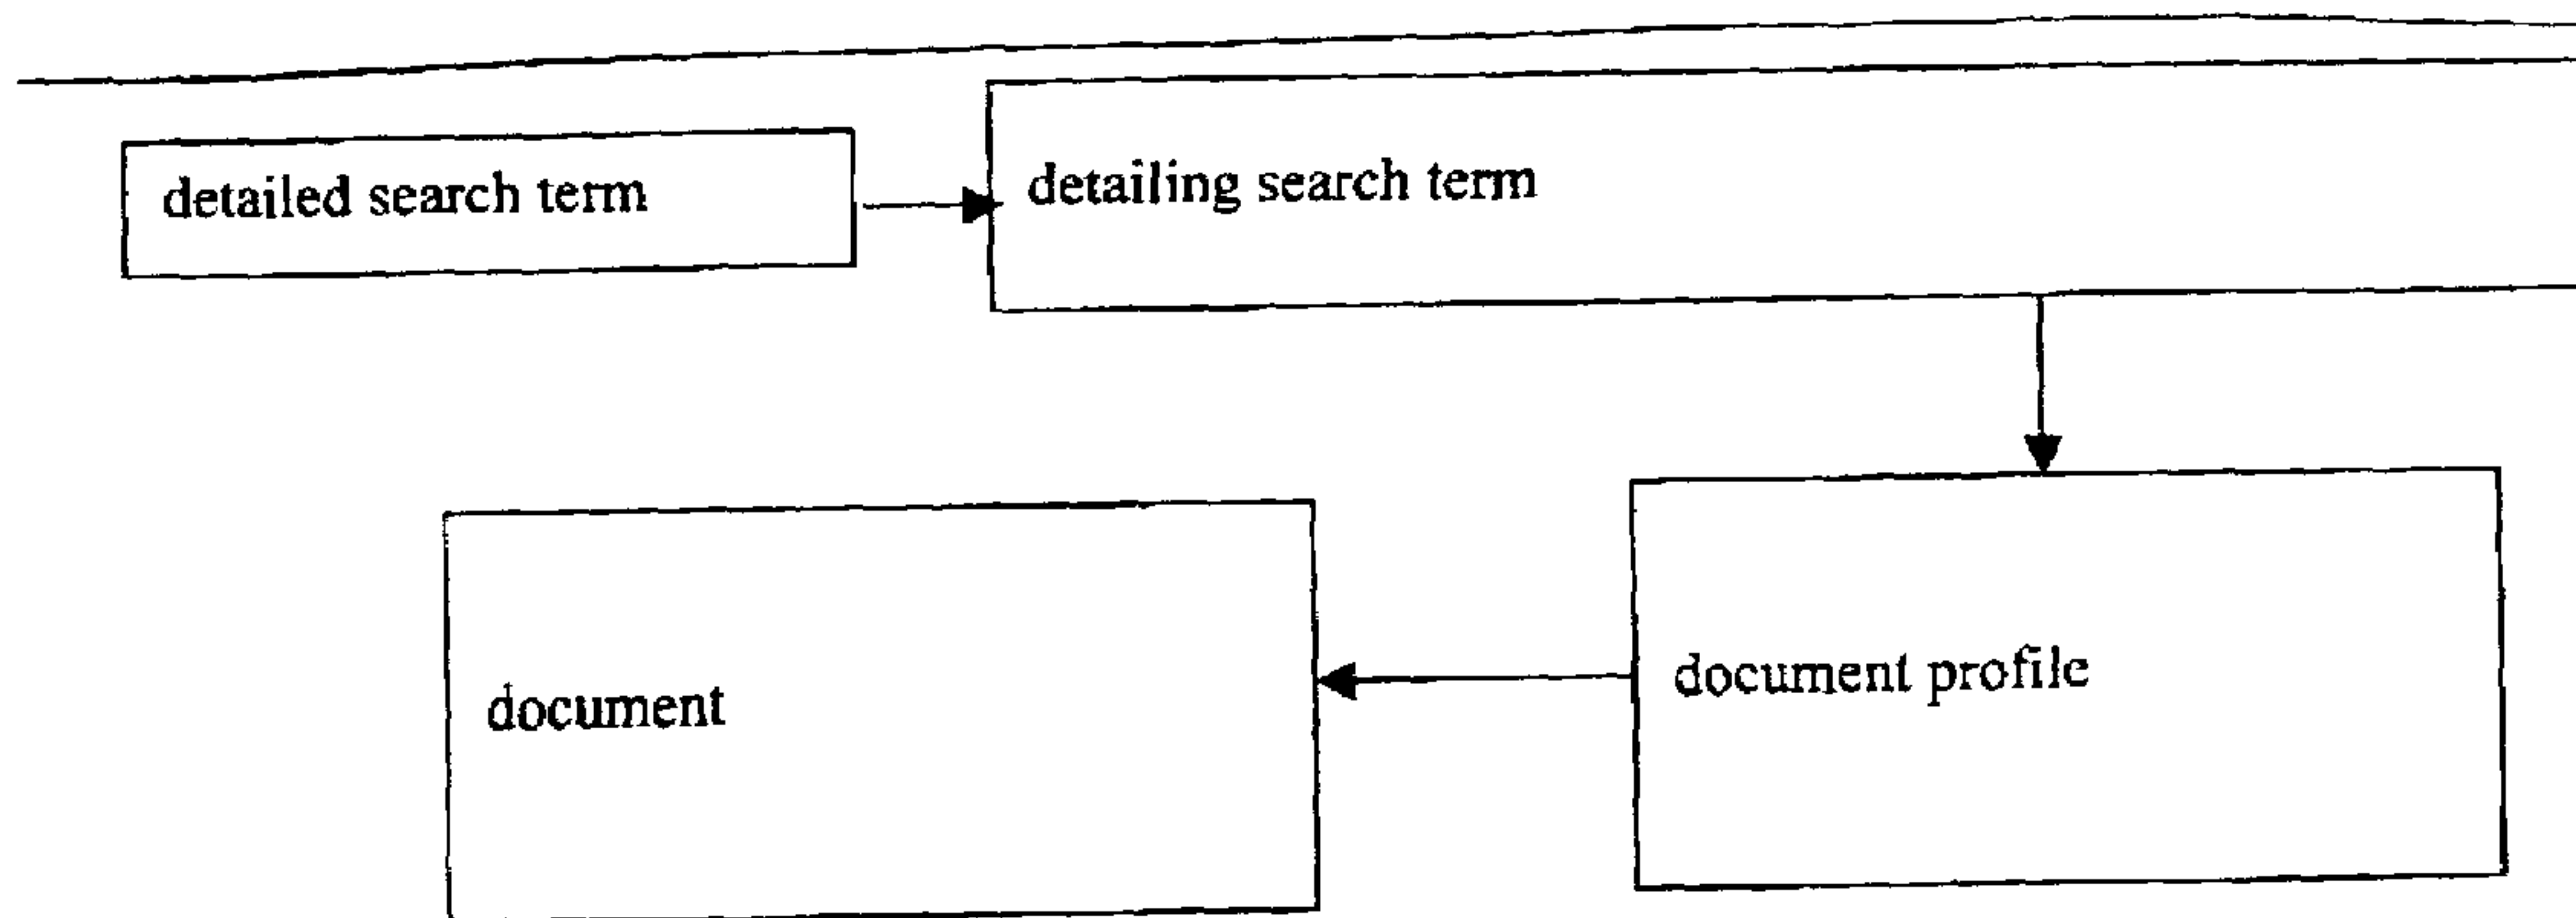 detailed search term
detailing search term
document profile
document